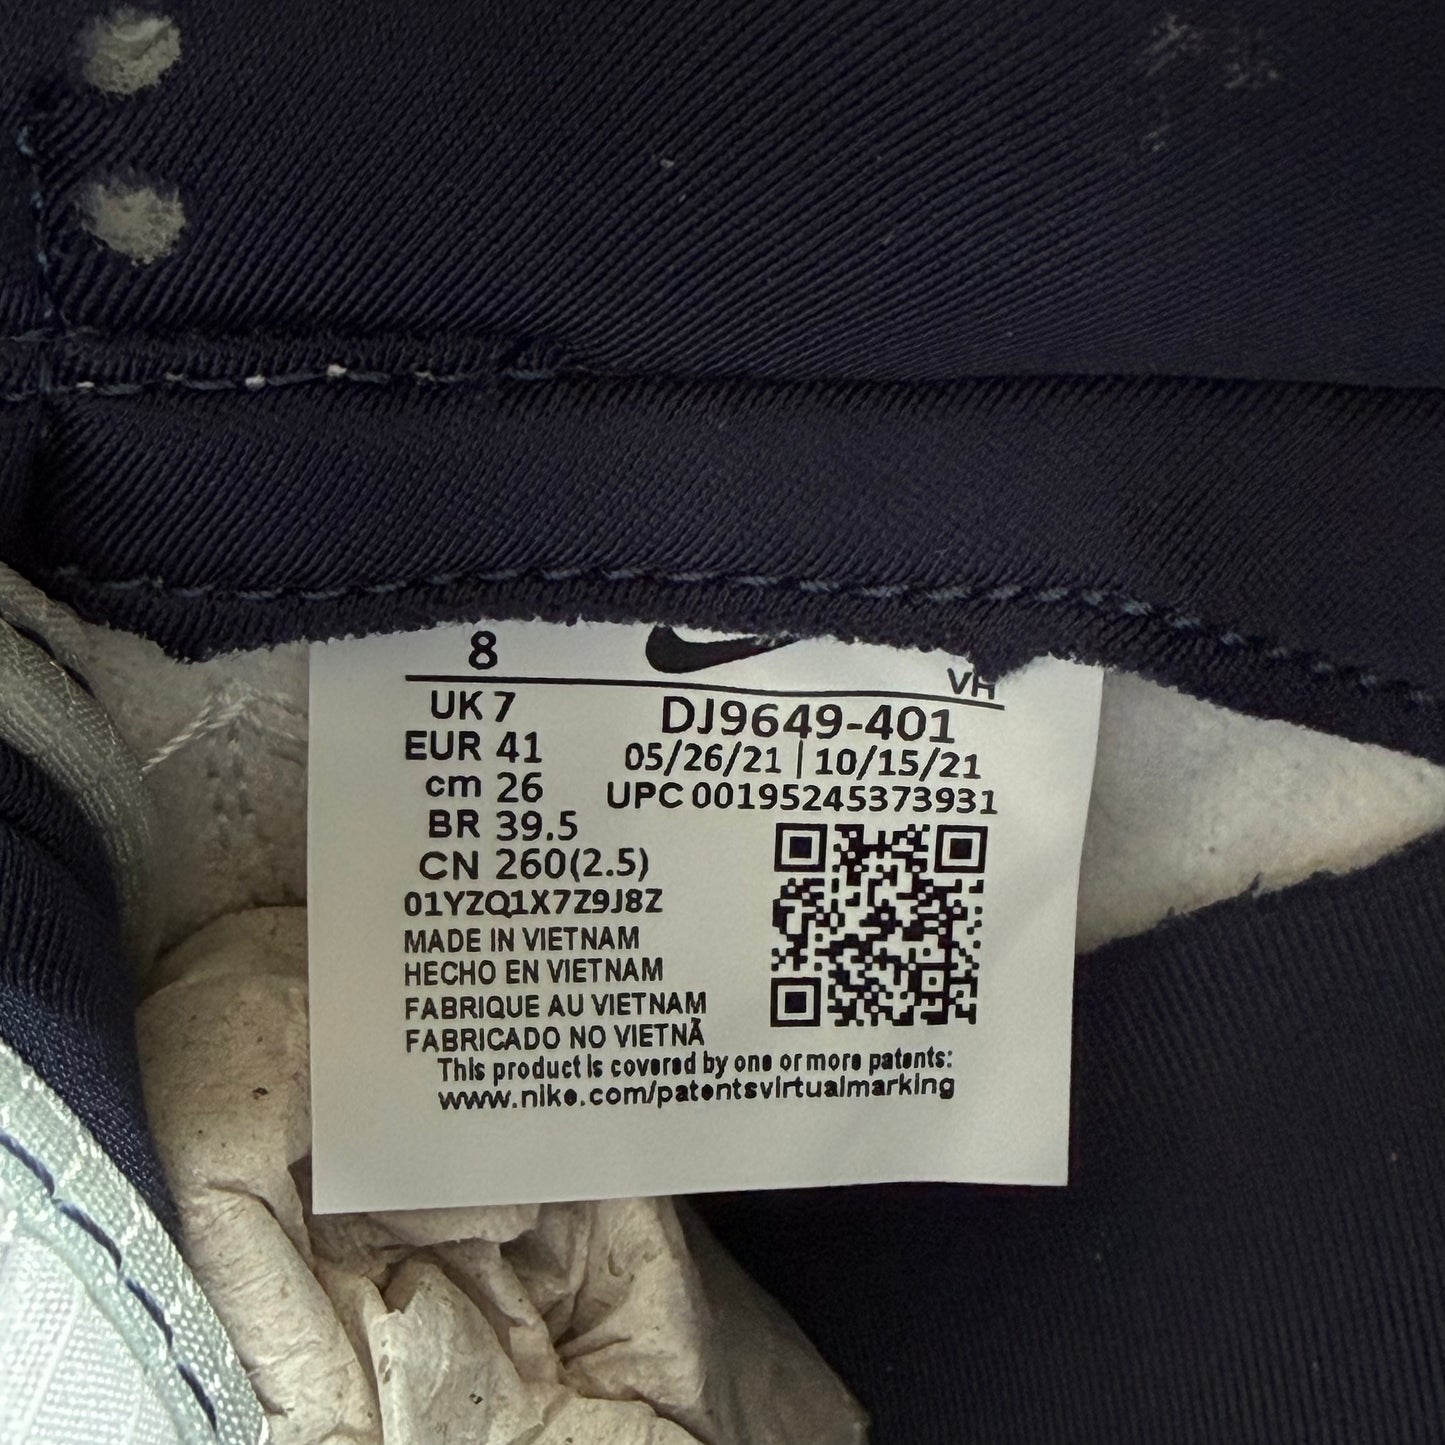 8
VH
UK 7
DJ9649-401
EUR 41
05/26/21 | 10/15/21
cm 26
UPC 00195245373931
BR 39.5
CN 260(2.5)
01YZQ1X7Z9J8Z
MADE IN VIETNAM
HECHO EN VIETNAM
FABRIQUE AU VIETNAM
FABRICADO NO VIETNÃ
This product is covered by one or more patents:
www.nike.com/patentsvirtualmarking